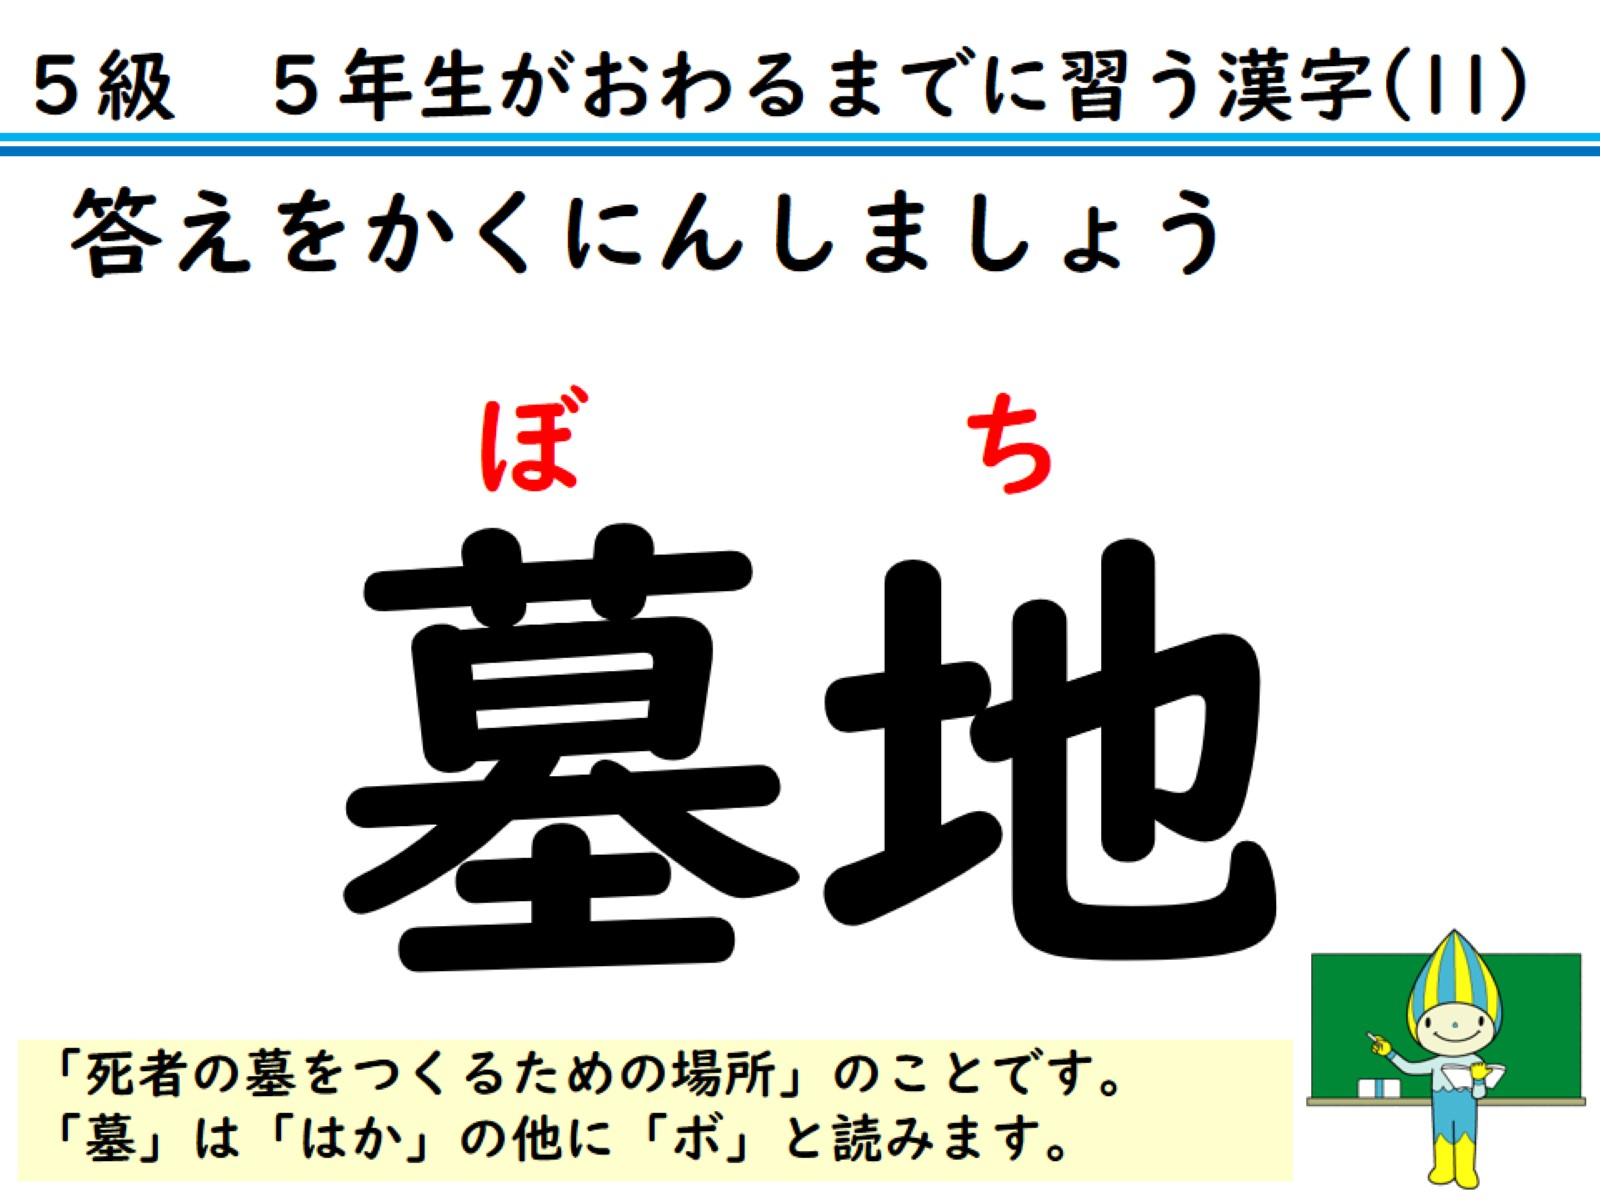 ５級　５年生がおわるまでに習う漢字(11)
答えをかくにんしましょう
ぼ　ち
墓地
「死者の墓をつくるための場所」のことです。
「墓」は「はか」の他に「ボ」と読みます。